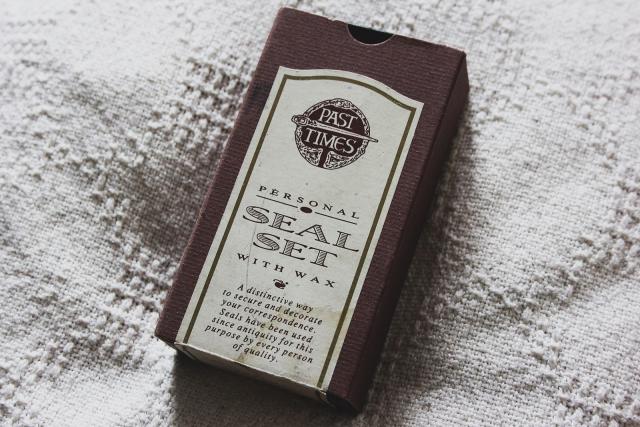 PAST
TIMES
PERSONAL
SEAL
SET
WITH WAX
A distinctive way
to secure and decorate
your correspondence.
Seals have been used
since antiquity for this
purpose by every person
of quality.